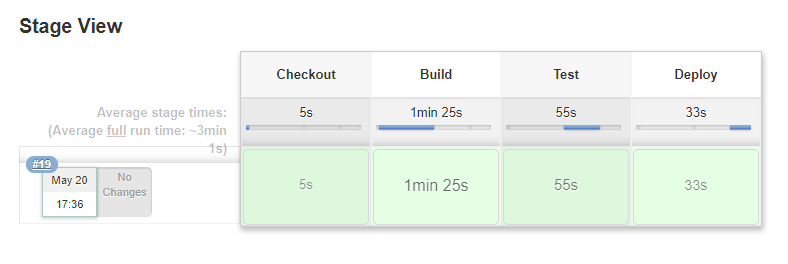 Stage View
Checkout Build Test Deploy
Average stage times:
(Average full run time: ~3min
1s)
5s 1min 25s 55s 33s
#19
May 20
17:36
No
Changes
5s 1min 25s 55s 33s